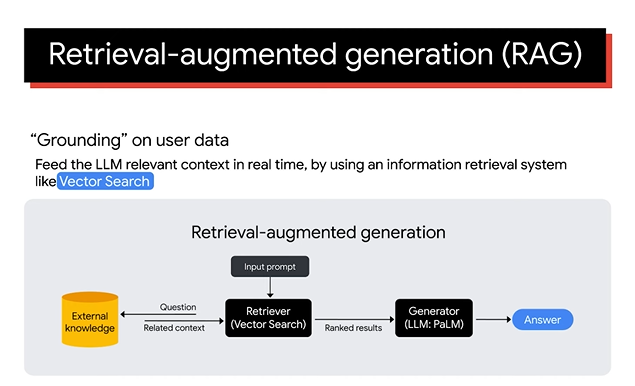 Retrieval-augmented generation (RAG)
“Grounding” on user data
Feed the LLM relevant context in real time, by using an information retrieval system
like Vector Search
Retrieval-augmented generation
Input prompt
External
knowledge
Question
Related context
Retriever
(Vector Search)
Ranked results
Generator
(LLM: PaLM)
Answer